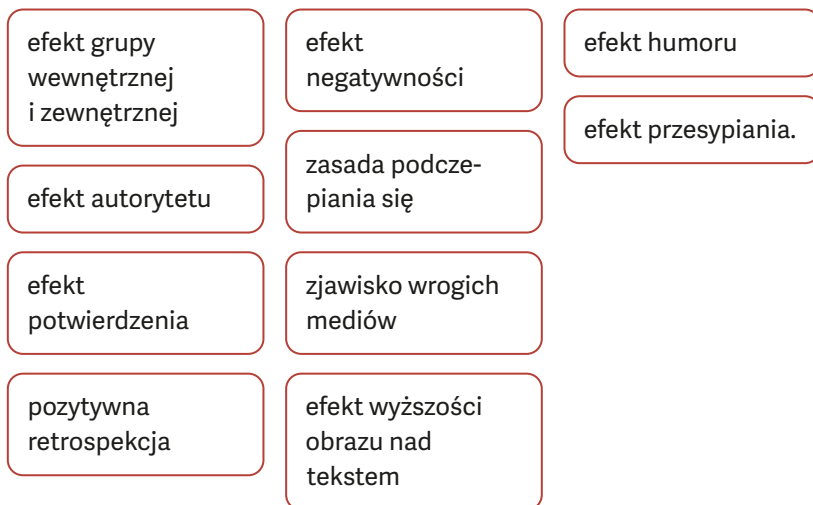 efekt grupy
wewnętrznej
i zewnętrznej
efekt autorytetu
efekt
potwierdzenia
pozytywna
retrospekcja
efekt
negatywności
zasada podcze-
piania się
zjawisko wrogich
mediów
efekt wyższości
obrazu nad
tekstem
efekt humoru
efekt przesypiania.